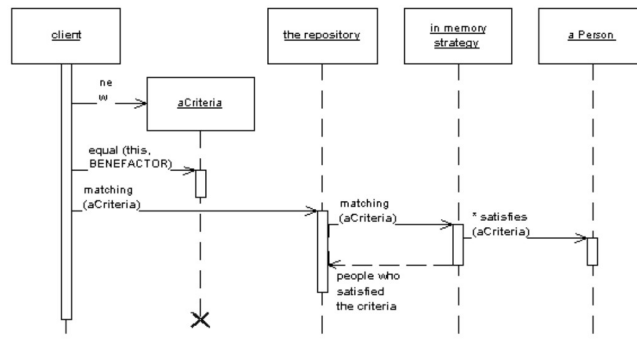 client
the repository
in memory
strategy
a Person
ne
w
aCriteria
equal (this,
BENEFACTOR)
matching
(aCriteria)
matching
(aCriteria)
* satisfies
(aCriteria)
people who
satisfied
the criteria